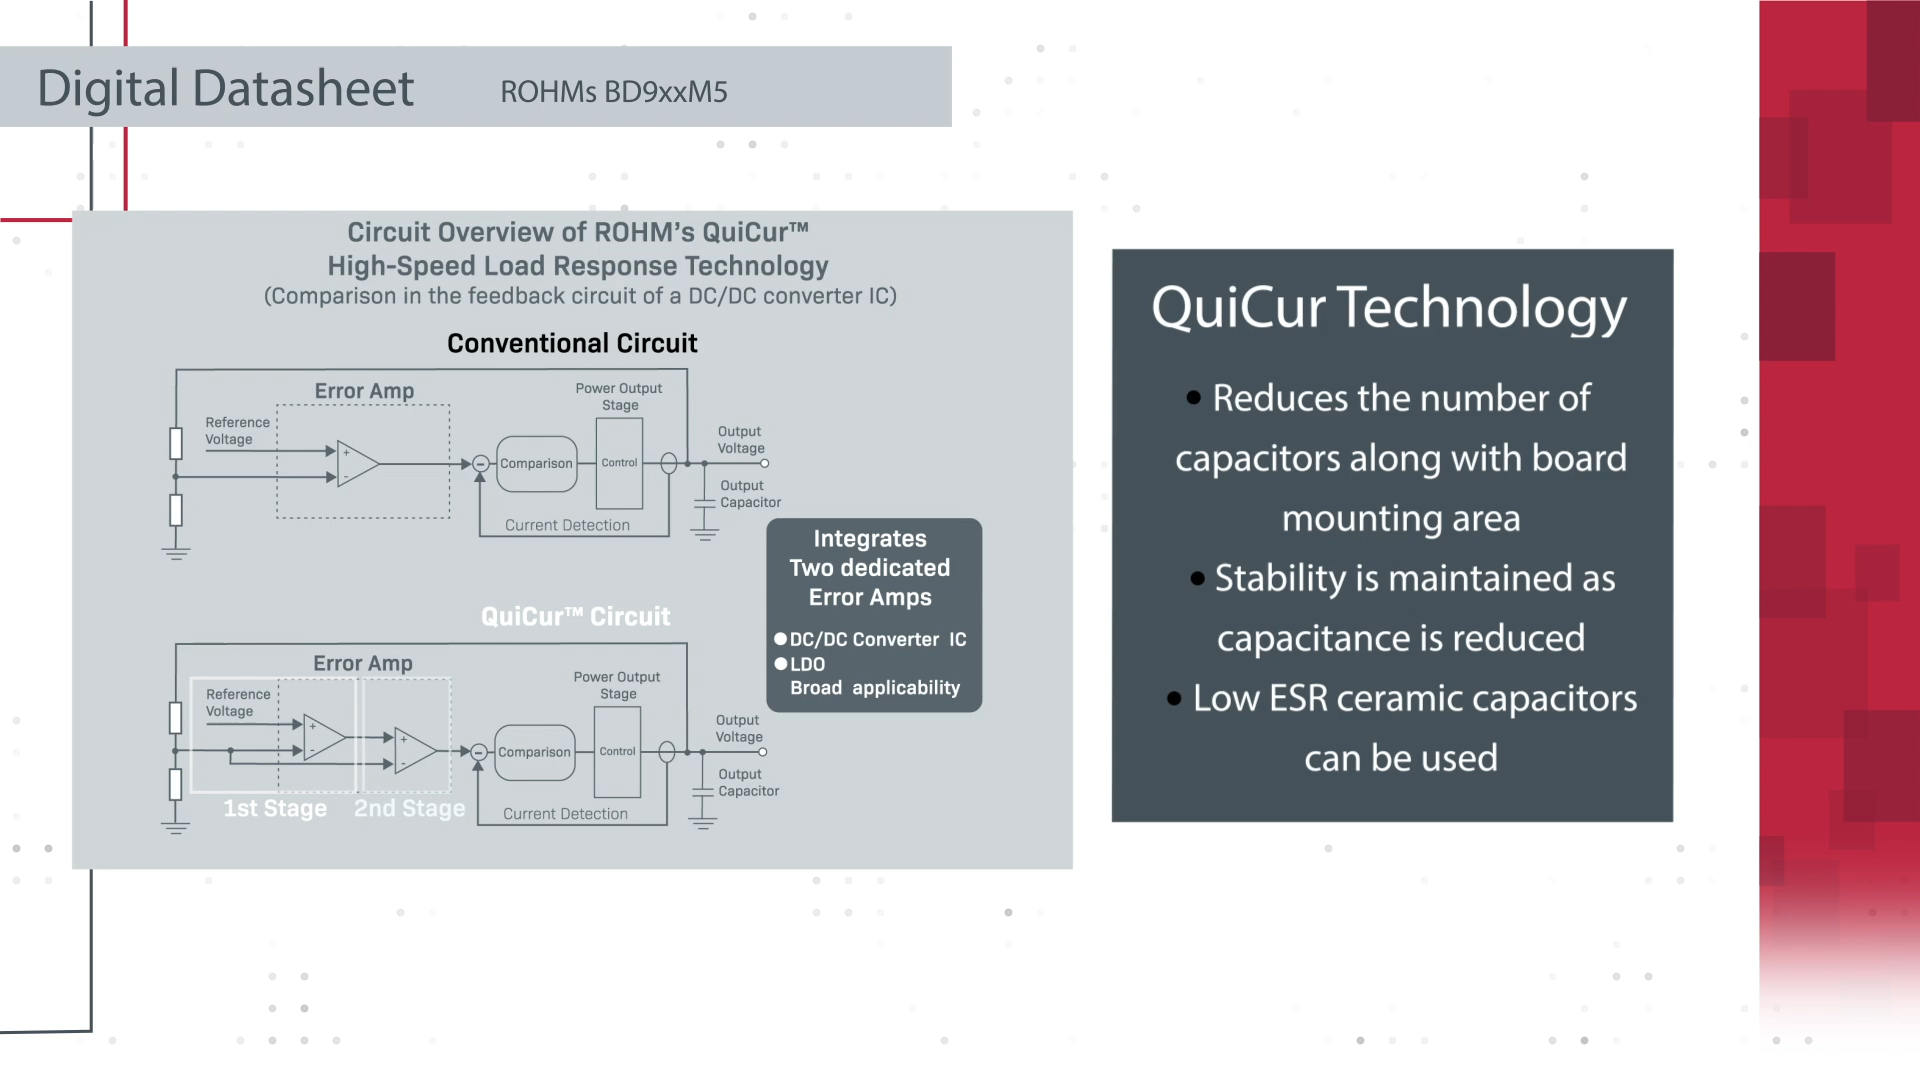 Digital Datasheet
ROHMs BD9xxM5
Circuit Overview of ROHM's QuiCur™
High-Speed Load Response Technology
(Comparison in the feedback circuit of a DC/DC converter IC)
Conventional Circuit
Error Amp
Power Output
Stage
Reference
Voltage
+
-
−
Comparison
Control
Output
Voltage
Output
Capacitor
Current Detection
Integrates
Two dedicated
Error Amps
● DC/DC Converter IC
● LDO
Broad applicability
QuiCur™ Circuit
Error Amp
Power Output
Stage
Reference
Voltage
+
-
+
-
−
Comparison
Control
Output
Voltage
Output
Capacitor
1st Stage
2nd Stage
Current Detection
QuiCur Technology
• Reduces the number of
capacitors along with board
mounting area
• Stability is maintained as
capacitance is reduced
• Low ESR ceramic capacitors
can be used